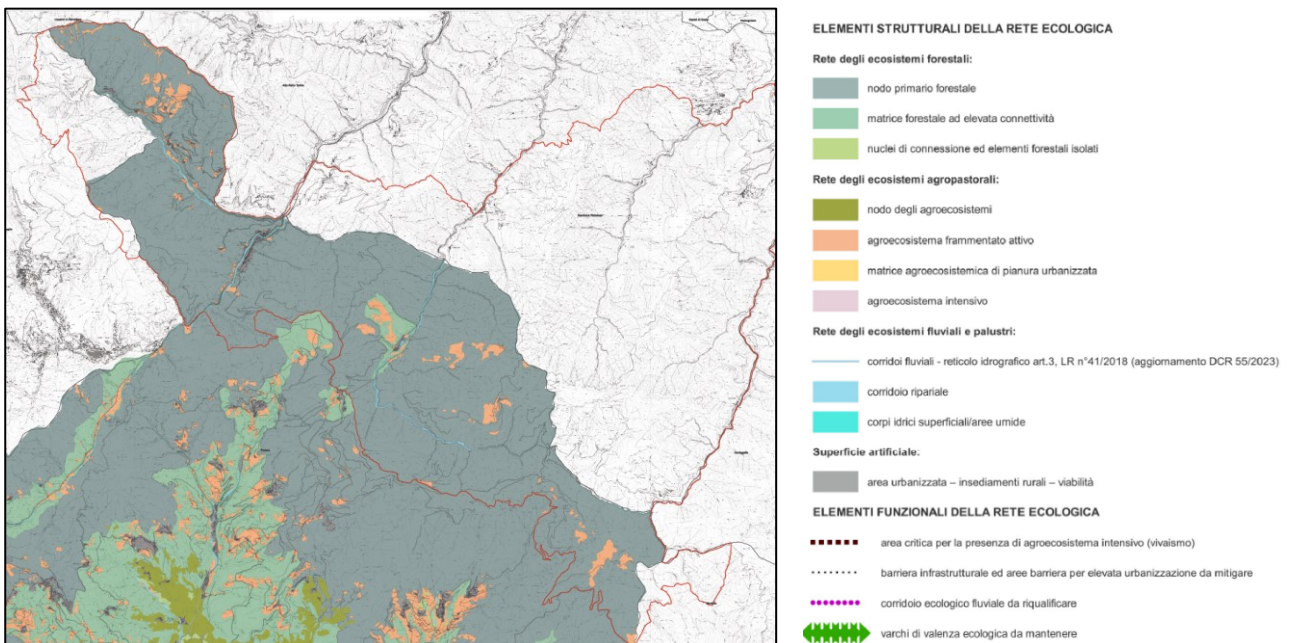 ELEMENTI STRUTTURALI DELLA RETE ECOLOGICA
Rete degli ecosistemi forestali:
nodo primario forestale
matrice forestale ad elevata connettività
nuclei di connessione ed elementi forestali isolati
Rete degli ecosistemi agropastorali:
nodo degli agroecosistemi
agroecosistema frammentato attivo
matrice agroecosistemica di pianura urbanizzata
agroecosistema intensivo
Rete degli ecosistemi fluviali e palustri:
corridoi fluviali - reticolo idrografico art.3, LR n°41/2018 (aggiornamento DCR 55/2023)
corridoio ripariale
corpi idrici superficiali/aree umide
Superficie artificiale:
area urbanizzata – insediamenti rurali – viabilità
ELEMENTI FUNZIONALI DELLA RETE ECOLOGICA
area critica per la presenza di agroecosistema intensivo (vivaismo)
barriera infrastrutturale ed aree barriera per elevata urbanizzazione da mitigare
corridoio ecologico fluviale da riqualificare
varchi di valenza ecologica da mantenere